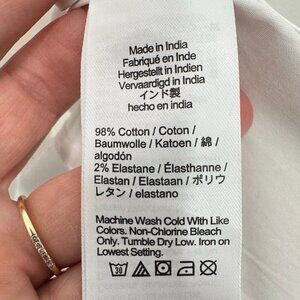 Made in India
Fabriqué en Inde
Hergestellt in Indien
Vervaardigd in India
インド製
hecho en india
98% Cotton / Coton /
Baumwolle / Katoen / 綿 /
algodón
2% Elastane / Élasthanne /
Elastan / Elastaan / ポリウ
レタン / elastano
Machine Wash Cold With Like
Colors. Non-Chlorine Bleach
Only. Tumble Dry Low. Iron on
Lowest Setting.
30